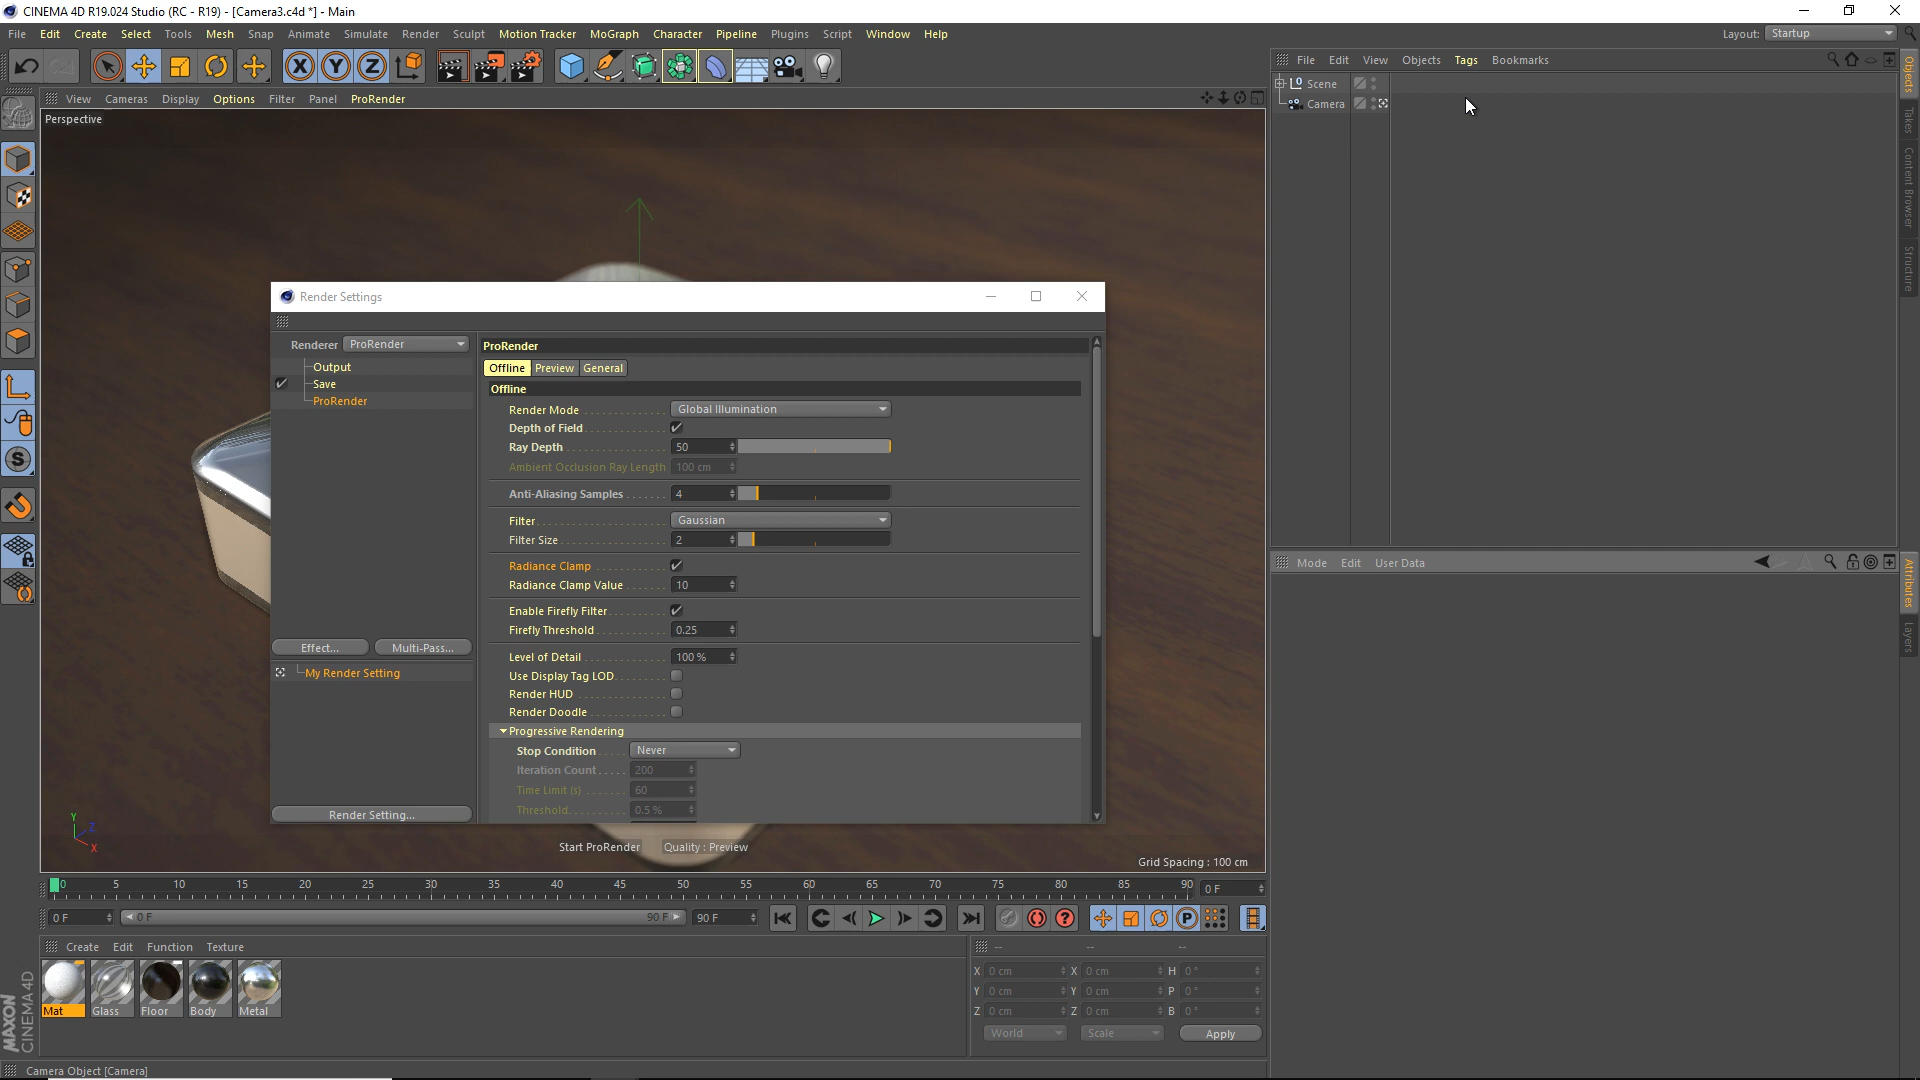 CINEMA 4D R19.024 Studio (RC - R19) - [Camera3.c4d *] - Main
File Edit Create Select Tools Mesh Snap Animate Simulate Render Sculpt Motion Tracker MoGraph Character Pipeline Plugins Script Window Help Layout: Startup
X Y Z
File Edit View Objects Tags Bookmarks
Scene
Camera
Objects
Takes
Content Browser
Structure
View Cameras Display Options Filter Panel ProRender
Perspective
Render Settings
Renderer ProRender
Output
Save
ProRender
Effect... Multi-Pass...
My Render Setting
Render Setting...
ProRender
Offline Preview General
Offline
Render Mode Global Illumination
Depth of Field
Ray Depth 50
Ambient Occlusion Ray Length 100 cm
Anti-Aliasing Samples 4
Filter Gaussian
Filter Size 2
Radiance Clamp
Radiance Clamp Value 10
Enable Firefly Filter
Firefly Threshold 0.25
Level of Detail 100 %
Use Display Tag LOD
Render HUD
Render Doodle
Progressive Rendering
Stop Condition Never
Iteration Count 200
Time Limit (s) 60
Threshold 0.5 %
Y
Z
X
Start ProRender Quality : Preview
Grid Spacing : 100 cm
Mode Edit User Data
Attributes
Layers
0 5 10 15 20 25 30 35 40 45 50 55 60 65 70 75 80 85 90 0 F
0 F 0 F 90 F 90 F
P
S
Create Edit Function Texture
Mat Glass Floor Body Metal
-- -- --
X 0 cm X 0 cm H 0 °
Y 0 cm Y 0 cm P 0 °
Z 0 cm Z 0 cm B 0 °
World Scale Apply
MAXON
CINEMA 4D
Camera Object [Camera]